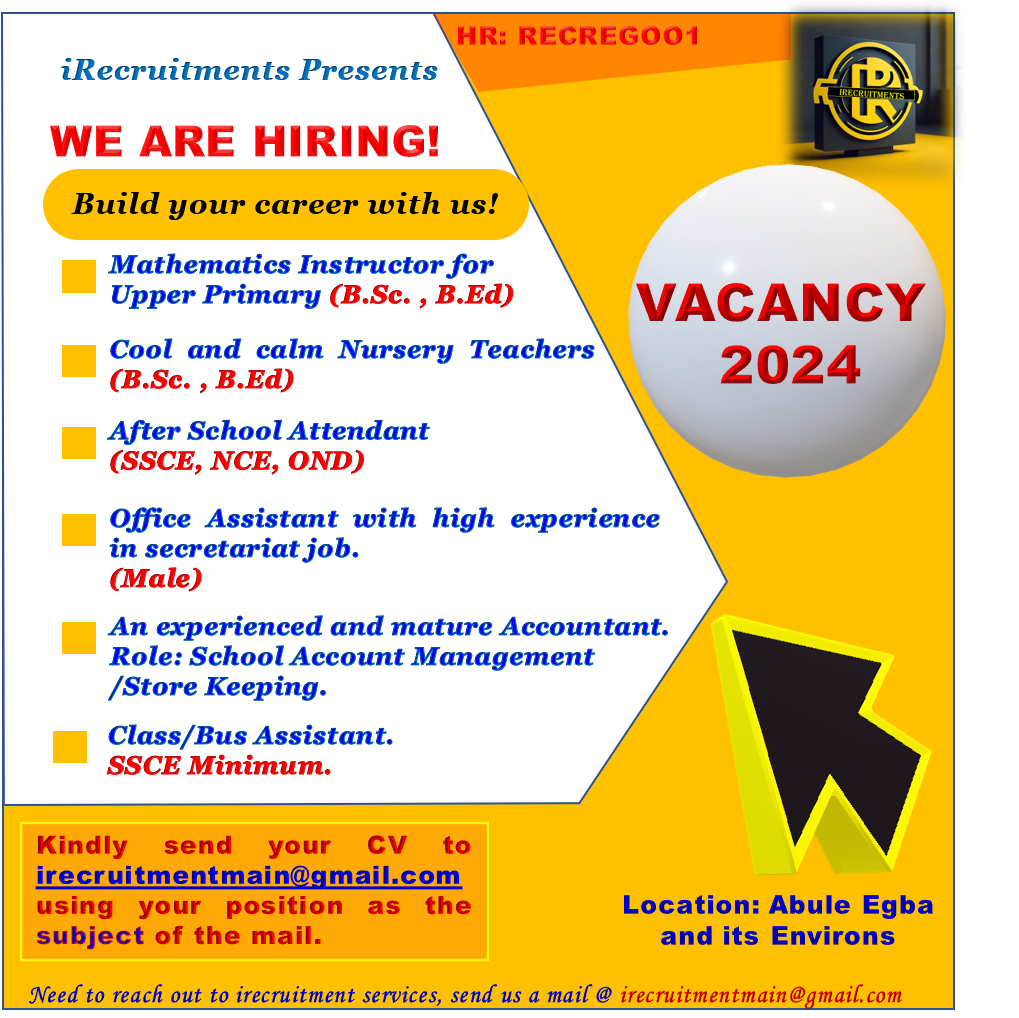 HR: RECREGOO1
iRecruitments Presents
IRECRUITMENTS
WE ARE HIRING!
Build your career with us!
Mathematics Instructor for
Upper Primary (B.Sc. , B.Ed)
Cool and calm Nursery Teachers
(B.Sc. , B.Ed)
After School Attendant
(SSCE, NCE, OND)
Office Assistant with high experience
in secretariat job.
(Male)
An experienced and mature Accountant.
Role: School Account Management
/Store Keeping.
Class/Bus Assistant.
SSCE Minimum.
VACANCY
2024
Kindly send your CV to
irecruitmentmain@gmail.com
using your position as the
subject of the mail.
Location: Abule Egba
and its Environs
Need to reach out to irecruitment services, send us a mail @ irecruitmentmain@gmail.com